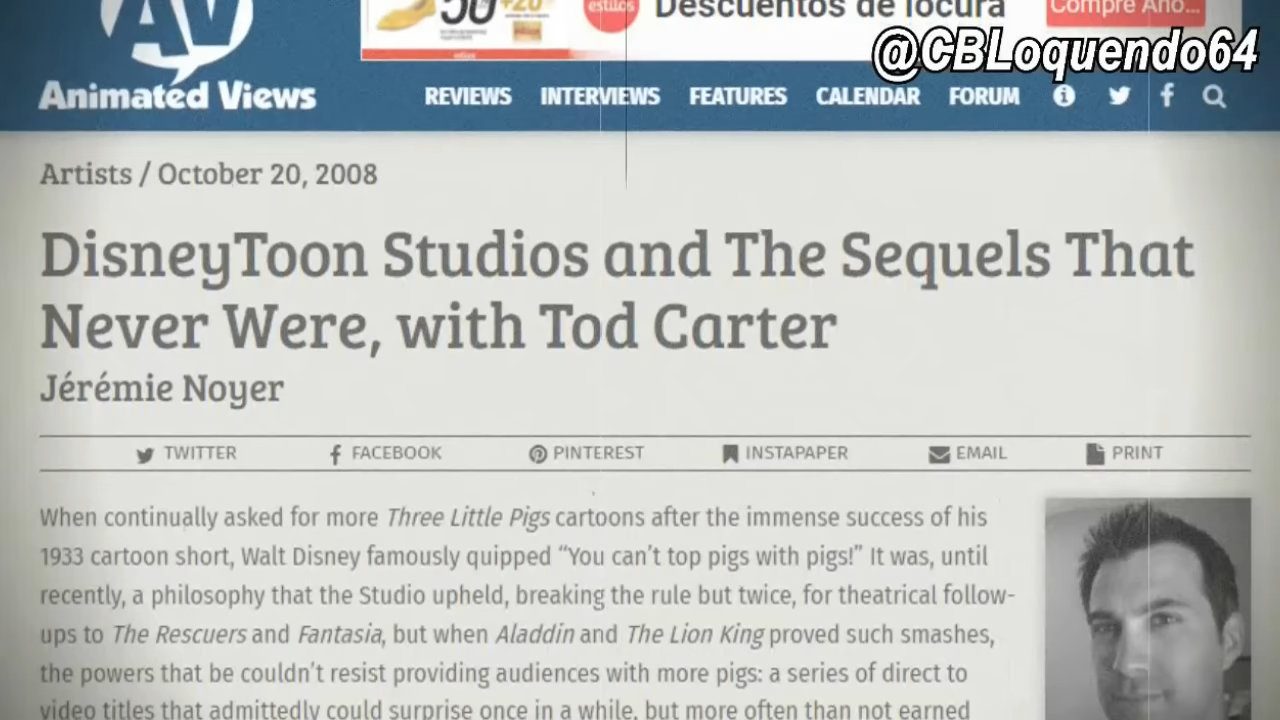 50 +20
estilos
Descuentos de locura
Compre Aho...
@CBLoquendo64
AV
Animated Views
REVIEWS INTERVIEWS FEATURES CALENDAR FORUM
Artists / October 20, 2008
DisneyToon Studios and The Sequels That
Never Were, with Tod Carter
Jérémie Noyer
TWITTER FACEBOOK PINTEREST INSTAPAPER EMAIL PRINT
When continually asked for more Three Little Pigs cartoons after the immense success of his
1933 cartoon short, Walt Disney famously quipped “You can’t top pigs with pigs!” It was, until
recently, a philosophy that the Studio upheld, breaking the rule but twice, for theatrical follow-
ups to The Rescuers and Fantasia, but when Aladdin and The Lion King proved such smashes,
the powers that be couldn’t resist providing audiences with more pigs: a series of direct to
video titles that admittedly could surprise once in a while, but more often than not earned